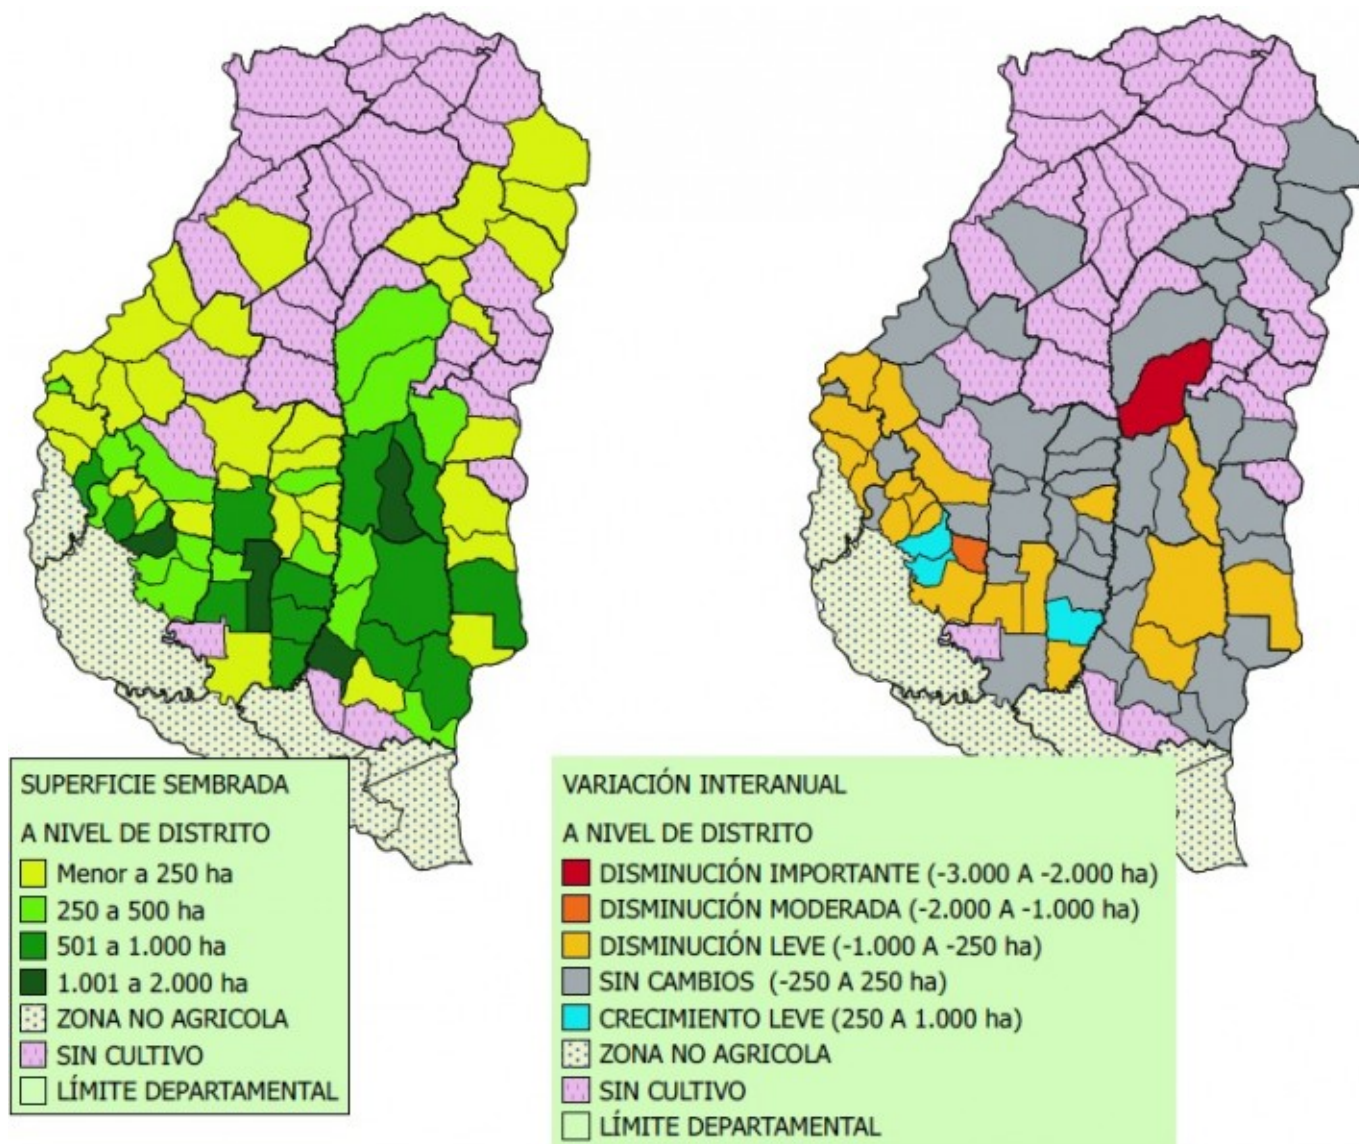 SUPERFICIE SEMBRADA
A NIVEL DE DISTRITO
Menor a 250 ha
250 a 500 ha
501 a 1.000 ha
1.001 a 2.000 ha
ZONA NO AGRICOLA
SIN CULTIVO
LÍMITE DEPARTAMENTAL
VARIACIÓN INTERANUAL
A NIVEL DE DISTRITO
DISMINUCIÓN IMPORTANTE (-3.000 A -2.000 ha)
DISMINUCIÓN MODERADA (-2.000 A -1.000 ha)
DISMINUCIÓN LEVE (-1.000 A -250 ha)
SIN CAMBIOS (-250 A 250 ha)
CRECIMIENTO LEVE (250 A 1.000 ha)
ZONA NO AGRICOLA
SIN CULTIVO
LÍMITE DEPARTAMENTAL